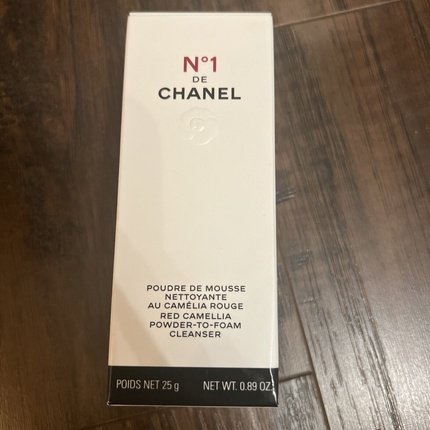 N°1
DE
CHANEL
POUDRE DE MOUSSE
NETTOYANTE
AU CAMÉLIA ROUGE
RED CAMELLIA
POWDER-TO-FOAM
CLEANSER
POIDS NET 25 g NET WT. 0.89 OZ